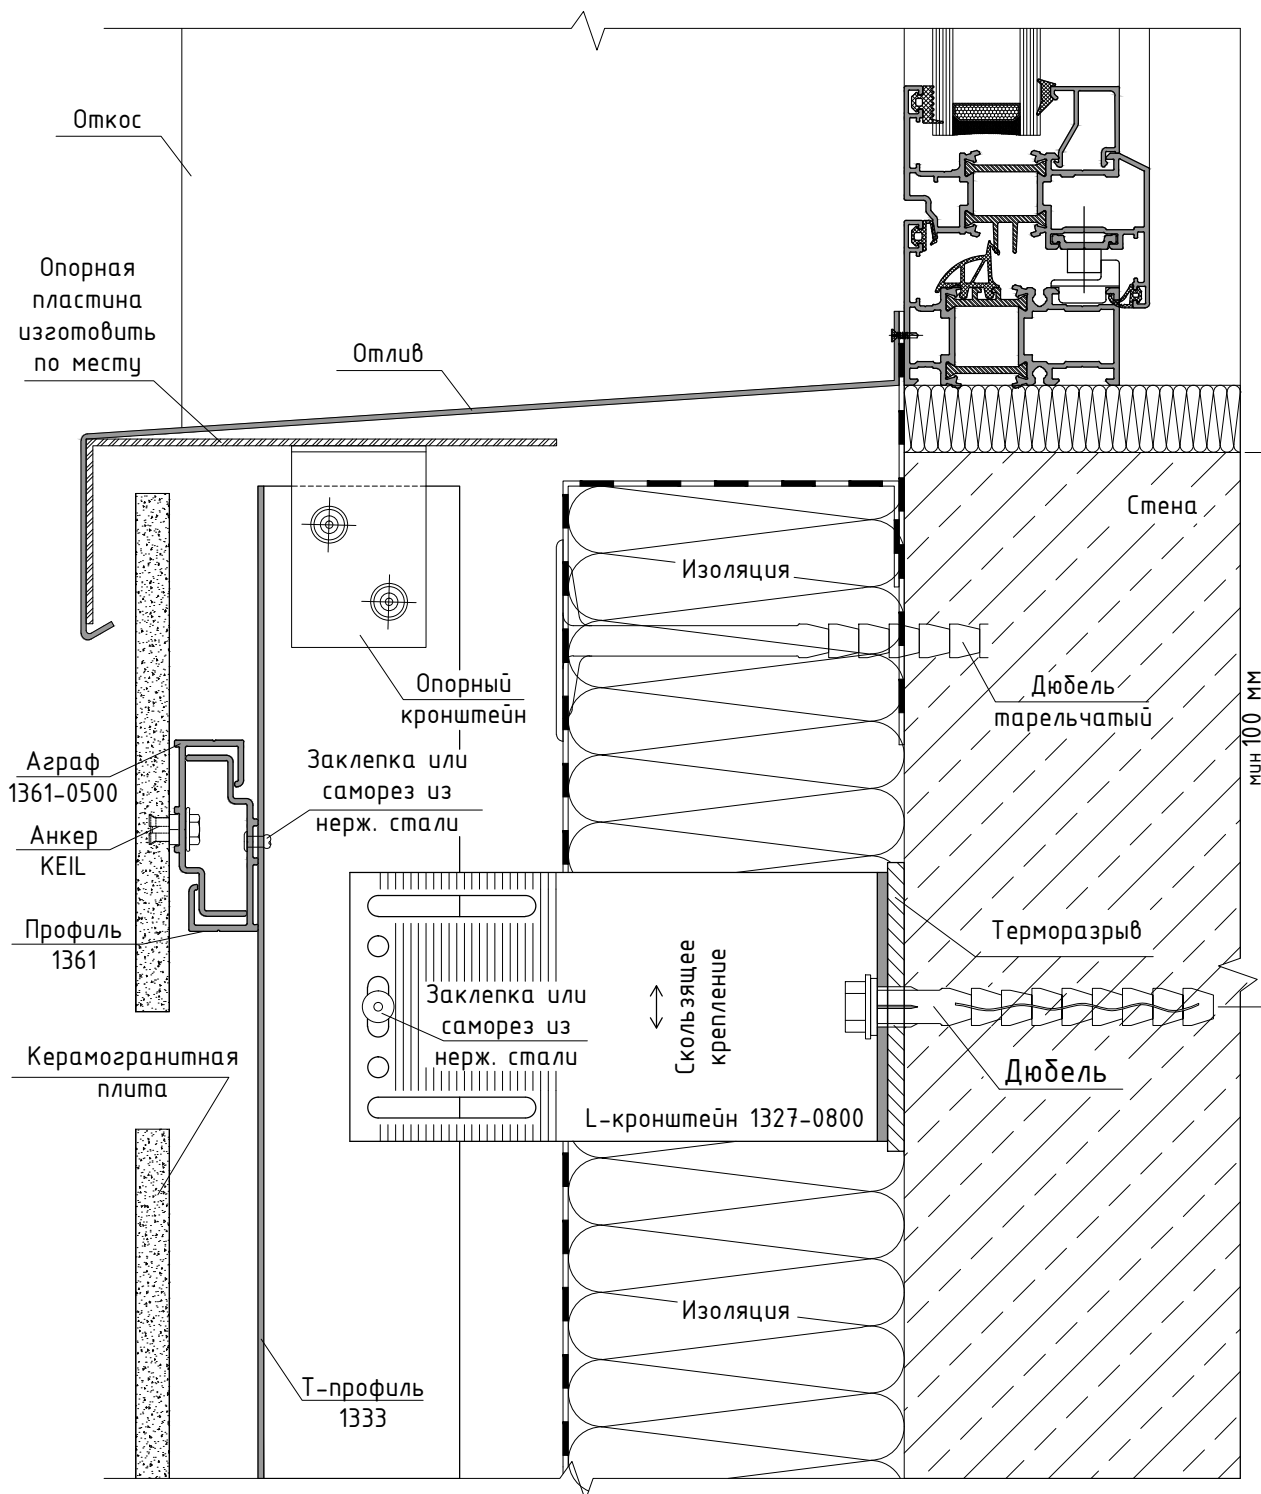 Откос
Опорная
пластина
изготовить
по месту
Отлив
Стена
Изоляция
Опорный
кронштейн
Дюбель
тарельчатый
мин 100 мм
Аграф
1361-0500
Заклепка или
саморез из
нерж. стали
Анкер
KEIL
Профиль
1361
Терморазрыв
Заклепка или
саморез из
нерж. стали
Скользящее
крепление
Керамогранитная
плита
Дюбель
L-кронштейн 1327-0800
Изоляция
Т-профиль
1333